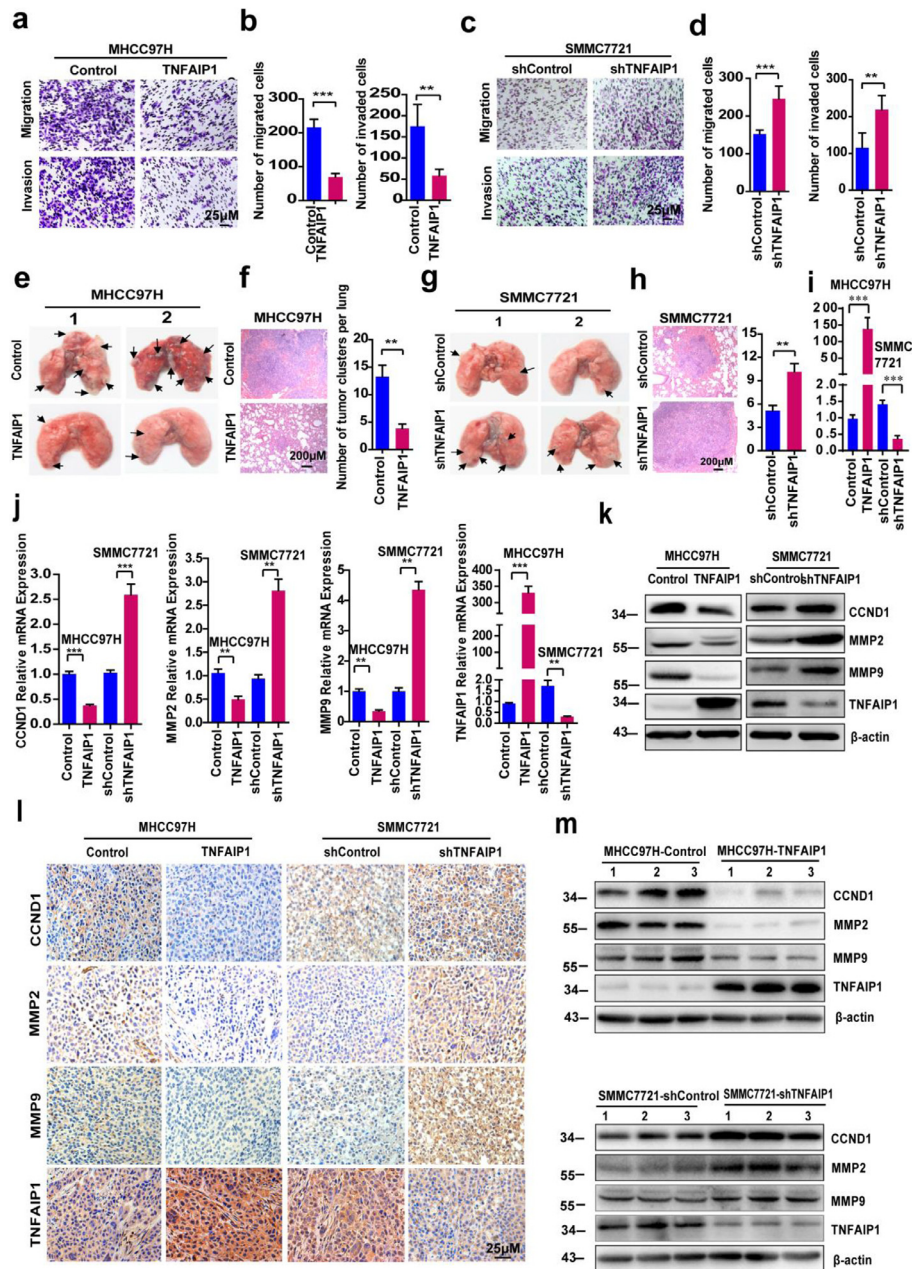 a
MHCC97H
Control TNFAIP1
Migration
Invasion
25μM
b
Number of migrated cells
300
200
100
0
***
Control
TNFAIP1
Number of invaded cells
250
200
150
100
50
0
**
Control
TNFAIP1
c
SMMC7721
shControl shTNFAIP1
Migration
Invasion
25μM
d
Number of migrated cells
300
200
100
0
***
shControl
shTNFAIP1
Number of invaded cells
300
200
100
0
**
shControl
shTNFAIP1
e
MHCC97H
1 2
Control
TNFAIP1
f
MHCC97H
Control
TNFAIP1
200μM
Number of tumor clusters per lung
20
15
10
5
0
**
Control
TNFAIP1
g
SMMC7721
1 2
shControl
shTNFAIP1
h
SMMC7721
shControl
shTNFAIP1
200μM
15
10
5
0
**
shControl
shTNFAIP1
i
MHCC97H
200
150
100
50
2.0
1.5
1.0
0.5
0.0
***
SMMC
7721
***
Control
TNFAIP1
shControl
shTNFAIP1
j
CCND1 Relative mRNA Expression
3.0
2.5
2.0
1.5
1.0
0.5
0.0
SMMC7721
***
MHCC97H
***
Control
TNFAIP1
shControl
shTNFAIP1
MMP2 Relative mRNA Expression
3.5
3.0
2.5
2.0
1.5
1.0
0.5
0.0
SMMC7721
**
MHCC97H
**
Control
TNFAIP1
shControl
shTNFAIP1
MMP9 Relative mRNA Expression
5
4
3
2
1
0
SMMC7721
**
MHCC97H
**
Control
TNFAIP1
shControl
shTNFAIP1
TNFAIP1 Relative mRNA Expression
400
300
200
100
2.0
1.5
1.0
0.5
0.0
MHCC97H
***
SMMC7721
**
Control
TNFAIP1
shControl
shTNFAIP1
k
MHCC97H SMMC7721
Control TNFAIP1 shControl shTNFAIP1
34— CCND1
55— MMP2
55— MMP9
34— TNFAIP1
43— β-actin
l
MHCC97H SMMC7721
Control TNFAIP1 shControl shTNFAIP1
CCND1
MMP2
MMP9
TNFAIP1
25μM
m
MHCC97H-Control MHCC97H-TNFAIP1
1 2 3 1 2 3
34— CCND1
55— MMP2
55— MMP9
34— TNFAIP1
43— β-actin
SMMC7721-shControl SMMC7721-shTNFAIP1
1 2 3 1 2 3
34— CCND1
55— MMP2
55— MMP9
34— TNFAIP1
43— β-actin